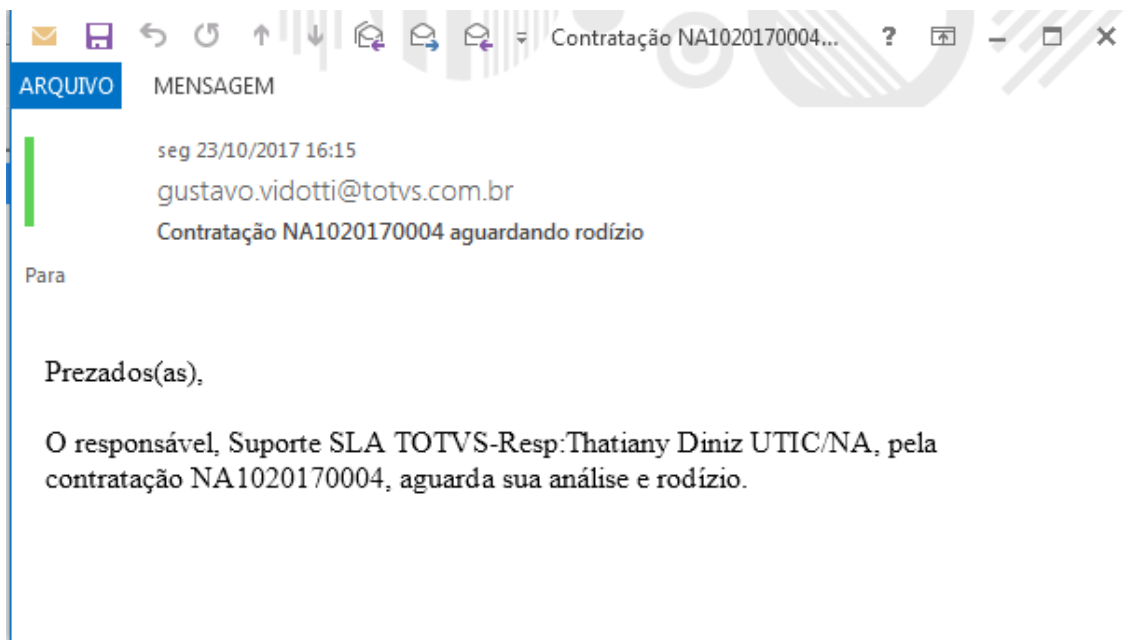 Contratação NA1020170004...
?
ARQUIVO MENSAGEM
seg 23/10/2017 16:15
gustavo.vidotti@totvs.com.br
Contratação NA1020170004 aguardando rodízio
Para
Prezados(as),
O responsável, Suporte SLA TOTVS-Resp:Thatiany Diniz UTIC/NA, pela
contratação NA1020170004, aguarda sua análise e rodízio.